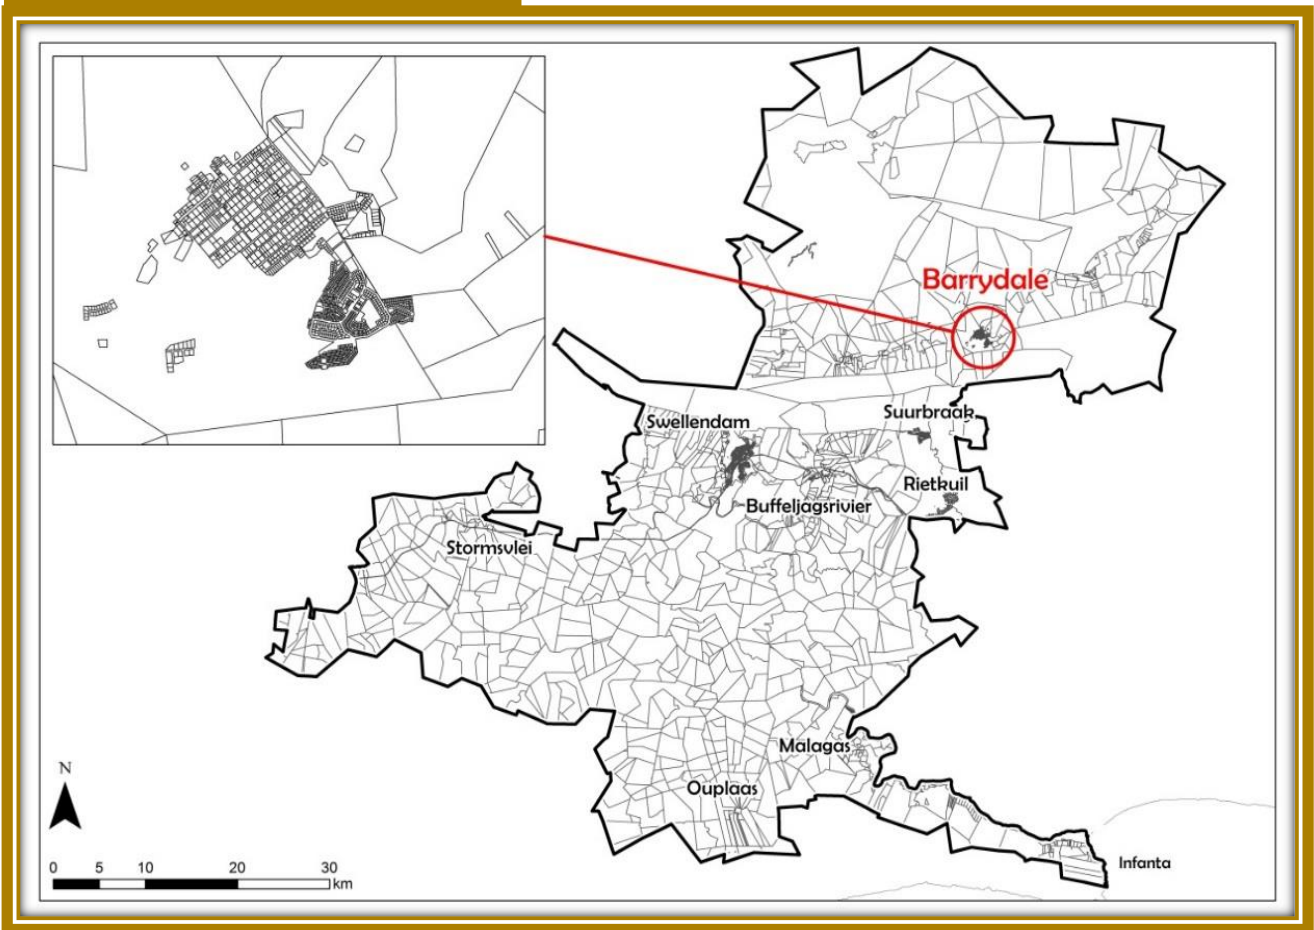 Barrydale
Swellendam
Suurbraak
Rietkuil
Buffeljagsrivier
Stormsvlei
Malagas
Ouplaas
Infanta
N
0 5 10 20 30
km